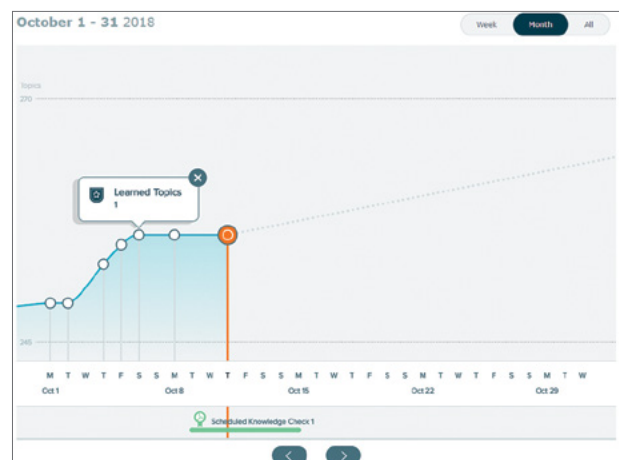 October 1 - 31 2018
Week Month All
Topics
270
Learned Topics
1
245
M T W T F S S M T W T F S S M T W T F S S M T W T F S S M T W
Oct 1 Oct 8 Oct 15 Oct 22 Oct 29
Scheduled Knowledge Check 1